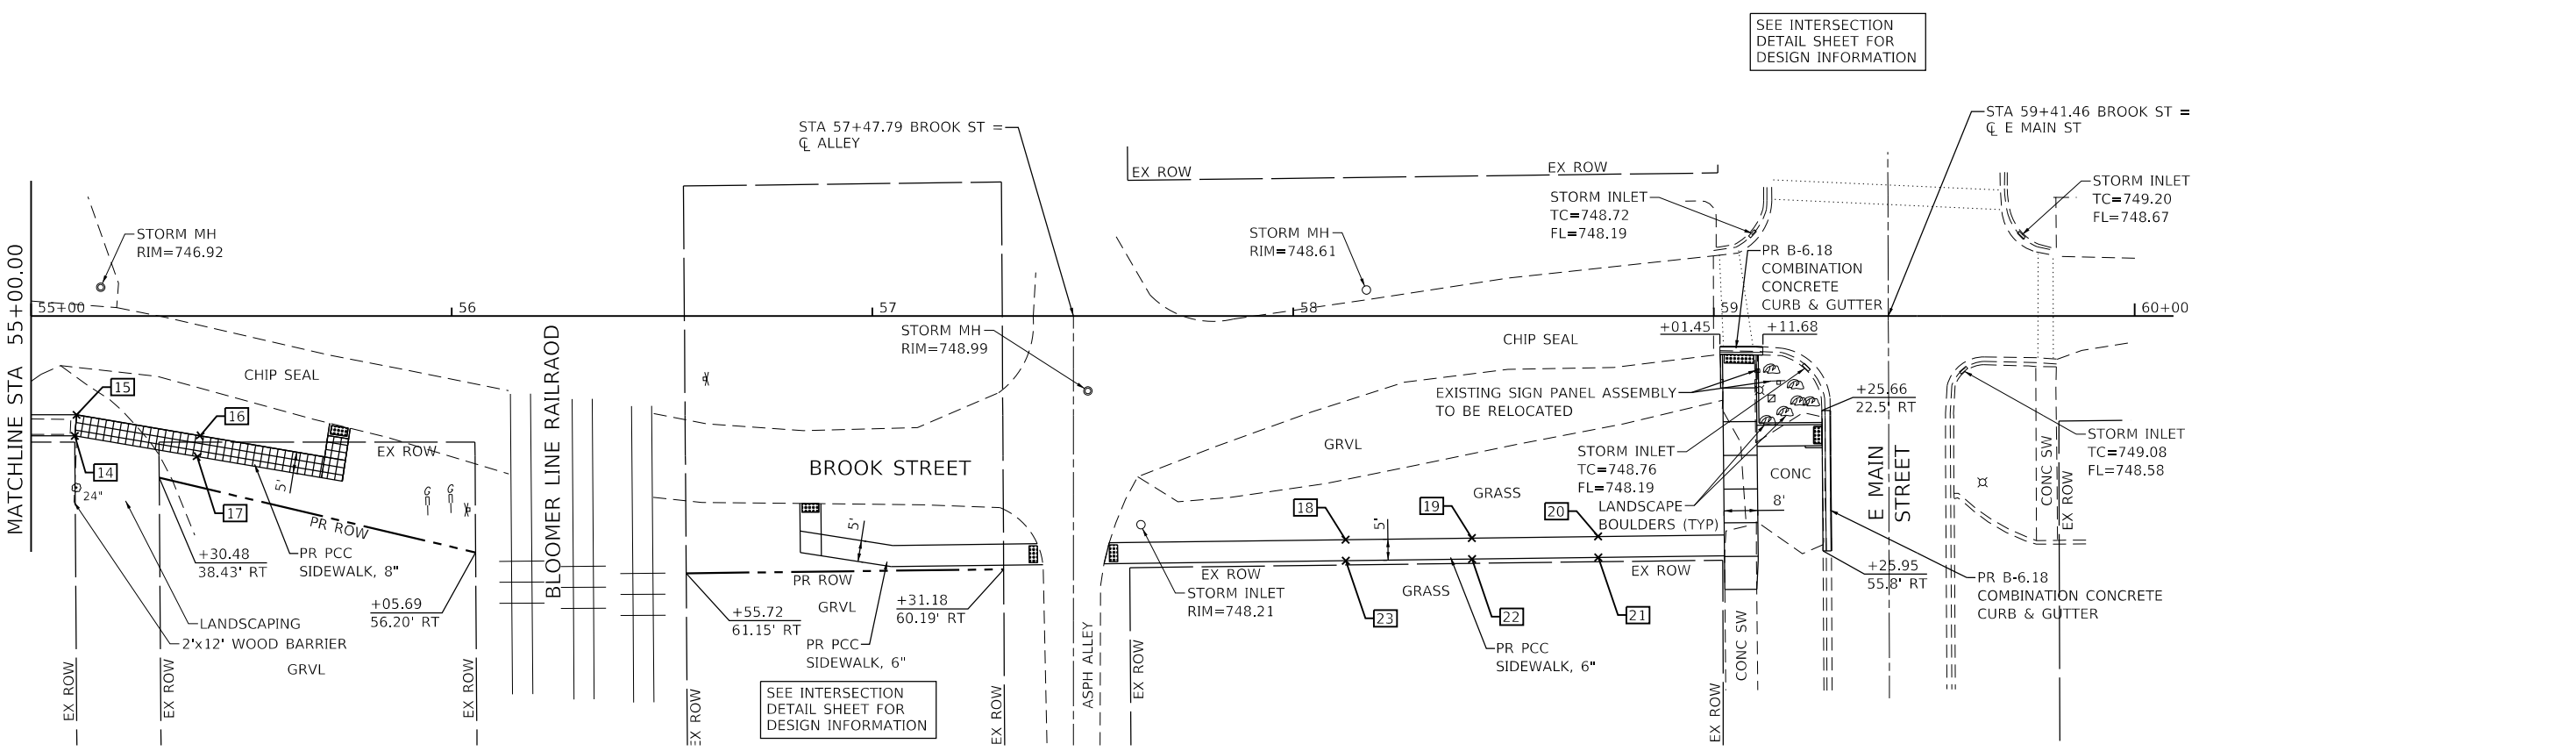 SEE INTERSECTION
DETAIL SHEET FOR
DESIGN INFORMATION
STA 57+47.79 BROOK ST =
℄ ALLEY
STA 59+41.46 BROOK ST =
℄ E MAIN ST
EX ROW
EX ROW
STORM INLET
TC=748.72
FL=748.19
STORM INLET
TC=749.20
FL=748.67
STORM MH
RIM=746.92
STORM MH
RIM=748.61
PR B-6.18
COMBINATION
CONCRETE
CURB & GUTTER
MATCHLINE STA 55+00.00
55+00
56
57
58
59
60+00
STORM MH
RIM=748.99
+01.45
+11.68
CHIP SEAL
CHIP SEAL
15
16
14
17
24"
5'
EX ROW
PR ROW
BLOOMER LINE RAILRAOD
BROOK STREET
EXISTING SIGN PANEL ASSEMBLY
TO BE RELOCATED
+25.66
22.5' RT
GRVL
STORM INLET
TC=748.76
FL=748.19
LANDSCAPE
BOULDERS (TYP)
CONC
8'
E MAIN
STREET
CONC SW
EX ROW
STORM INLET
TC=749.08
FL=748.58
GRASS
18
19
20
5'
5'
+30.48
38.43' RT
PR PCC
SIDEWALK, 8"
+05.69
56.20' RT
LANDSCAPING
2'x12' WOOD BARRIER
GRVL
PR ROW
GRVL
+55.72
61.15' RT
+31.18
60.19' RT
PR PCC
SIDEWALK, 6"
EX ROW
STORM INLET
RIM=748.21
GRASS
EX ROW
23
22
21
PR PCC
SIDEWALK, 6"
+25.95
55.8' RT
PR B-6.18
COMBINATION CONCRETE
CURB & GUTTER
EX ROW
EX ROW
EX ROW
EX ROW
EX ROW
ASPH ALLEY
EX ROW
EX ROW
CONC SW
SEE INTERSECTION
DETAIL SHEET FOR
DESIGN INFORMATION